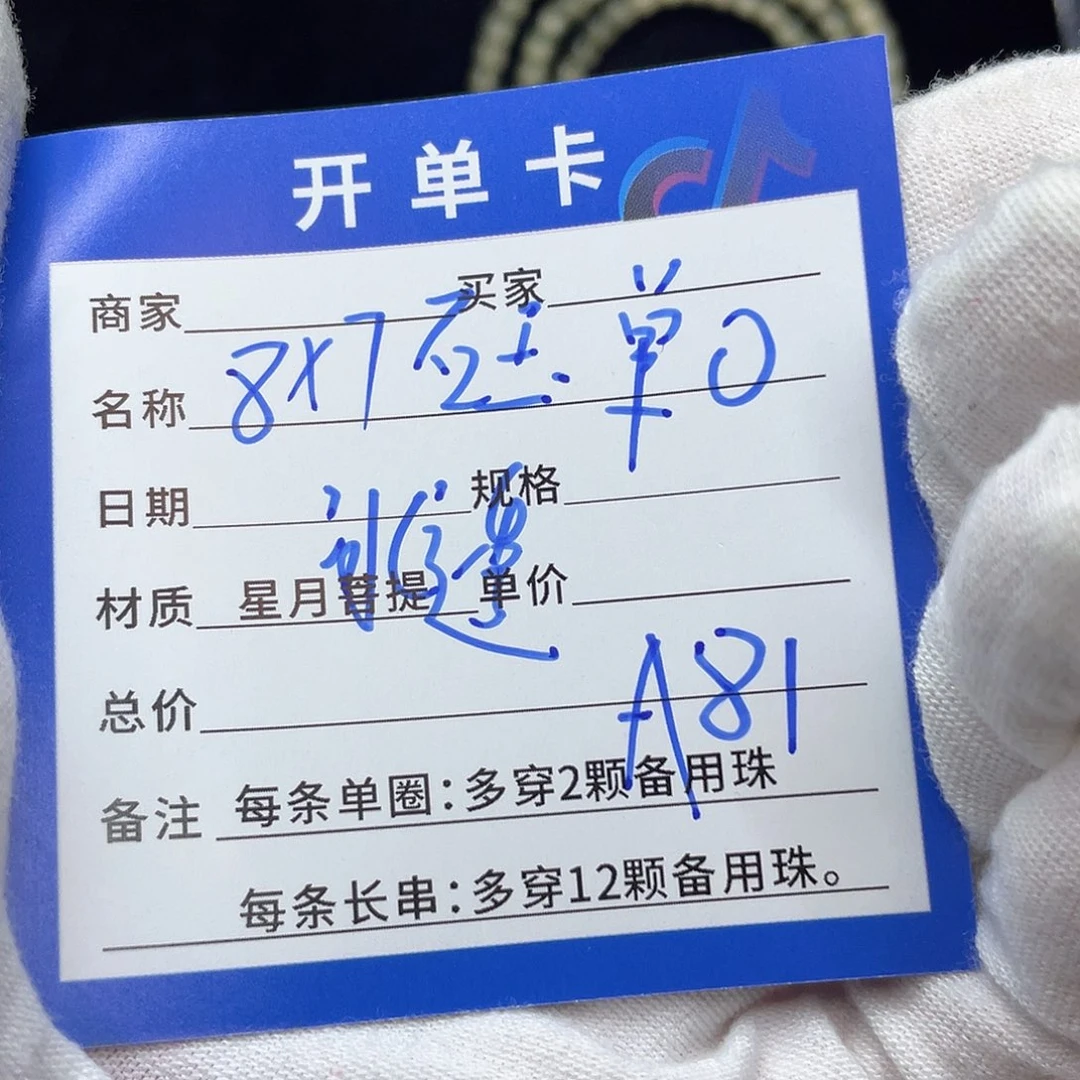 开单卡
商家 买家
名称 8X7 单0
日期 规格
材质 星月菩提 单价
总价 A81
备注 每条单圈:多穿2颗备用珠
每条长串:多穿12颗备用珠。